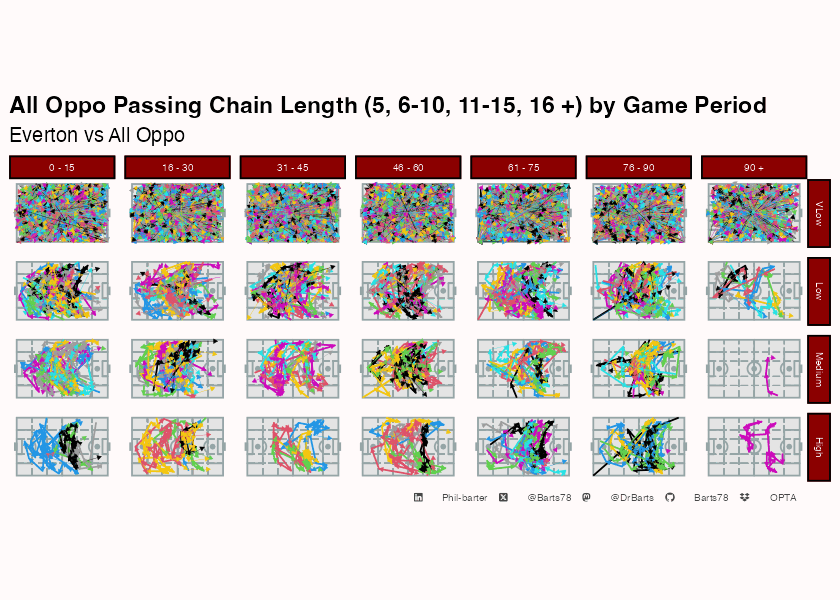 All Oppo Passing Chain Length (5, 6-10, 11-15, 16 +) by Game Period
Everton vs All Oppo
0 - 15 16 - 30 31 - 45 46 - 60 61 - 75 76 - 90 90 +
VLow
Low
Medium
High
Phil-barter @Barts78 @DrBarts Barts78 OPTA